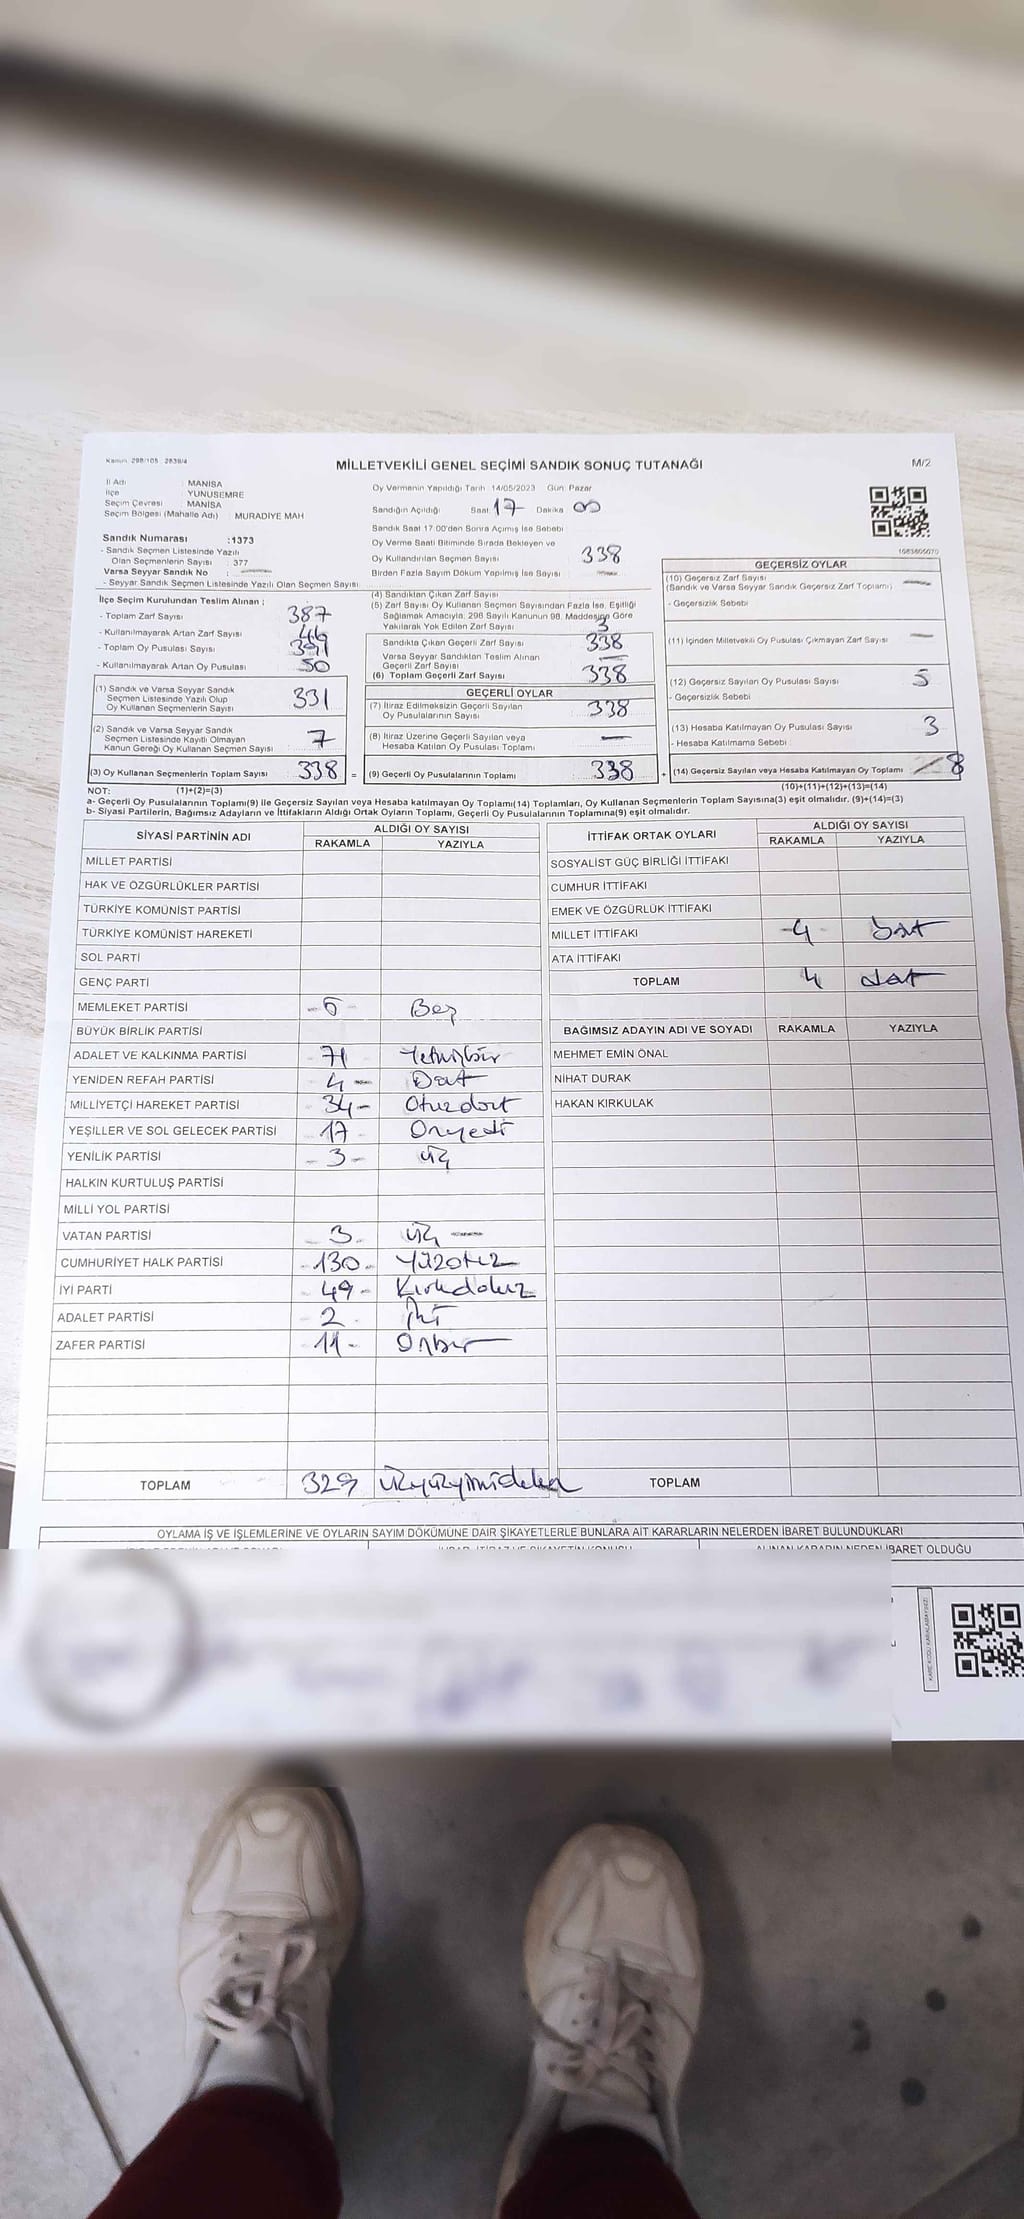 Kanun: 298/105 2839/4
MİLLETVEKİLİ GENEL SEÇİMİ SANDIK SONUÇ TUTANAĞI
M/2
İl Adı : MANİSA
İlçe : YUNUSEMRE
Seçim Çevresi : MANİSA
Seçim Bölgesi (Mahalle Adı) : MURADİYE MAH
Sandık Numarası :1373
- Sandık Seçmen Listesinde Yazılı
Olan Seçmenlerin Sayısı : 377
Varsa Seyyar Sandık No
- Seyyar Sandık Seçmen Listesinde Yazılı Olan Seçmen Sayısı:
Oy Vermenin Yapıldığı Tarih: 14/05/2023 Gün: Pazar
Sandığın Açıldığı Saat: 17 Dakika 00
Sandık Saat 17.00'den Sonra Açımış İse Sebebi
Oy Verme Saati Bitiminde Sırada Bekleyen ve
Oy Kullandırılan Seçmen Sayısı 338
Birden Fazla Sayım Döküm Yapılmış İse Sayısı
1683605070
İlçe Seçim Kurulundan Teslim Alınan :
- Toplam Zarf Sayısı 387
- Kullanılmayarak Artan Zarf Sayısı 46
- Toplam Oy Pusulası Sayısı 391
- Kullanılmayarak Artan Oy Pusulası 50
(1) Sandık ve Varsa Seyyar Sandık
Seçmen Listesinde Yazılı Olup
Oy Kullanan Seçmenlerin Sayısı 331
(2) Sandık ve Varsa Seyyar Sandık
Seçmen Listesinde Kayıtlı Olmayan
Kanun Gereği Oy Kullanan Seçmen Sayısı 7
(3) Oy Kullanan Seçmenlerin Toplam Sayısı 338 =
(4) Sandıktan Çıkan Zarf Sayısı
(5) Zarf Sayısı Oy Kullanan Seçmen Sayısından Fazla İse, Eşitliği
Sağlamak Amacıyla, 298 Sayılı Kanunun 98. Maddesine Göre
Yakılarak Yok Edilen Zarf Sayısı 3
Sandıkta Çıkan Geçerli Zarf Sayısı 338
Varsa Seyyar Sandıktan Teslim Alınan
Geçerli Zarf Sayısı
(6) Toplam Geçerli Zarf Sayısı 338
GEÇERLİ OYLAR
(7) İtiraz Edilmeksizin Geçerli Sayılan
Oy Pusulalarının Sayısı 338
(8) İtiraz Üzerine Geçerli Sayılan veya
Hesaba Katılan Oy Pusulası Toplamı —
(9) Geçerli Oy Pusulalarının Toplamı 338 +
GEÇERSİZ OYLAR
(10) Geçersiz Zarf Sayısı
(Sandık ve Varsa Seyyar Sandık Geçersiz Zarf Toplamı) —
- Geçersizlik Sebebi
(11) İçinden Milletvekili Oy Pusulası Çıkmayan Zarf Sayısı —
(12) Geçersiz Sayılan Oy Pusulası Sayısı 5
- Geçersizlik Sebebi
(13) Hesaba Katılmayan Oy Pusulası Sayısı 3
- Hesaba Katılmama Sebebi
(14) Geçersiz Sayılan veya Hesaba Katılmayan Oy Toplamı 8
NOT: (1)+(2)=(3)
(10)+(11)+(12)+(13)=(14)
a- Geçerli Oy Pusulalarının Toplamı(9) ile Geçersiz Sayılan veya Hesaba katılmayan Oy Toplamı(14) Toplamları, Oy Kullanan Seçmenlerin Toplam Sayısına(3) eşit olmalıdır. (9)+(14)=(3)
b- Siyasi Partilerin, Bağımsız Adayların ve İttifakların Aldığı Ortak Oyların Toplamı, Geçerli Oy Pusulalarının Toplamına(9) eşit olmalıdır.
SİYASİ PARTİNİN ADI ALDIĞI OY SAYISI
RAKAMLA YAZIYLA
MİLLET PARTİSİ
HAK VE ÖZGÜRLÜKLER PARTİSİ
TÜRKİYE KOMÜNİST PARTİSİ
TÜRKİYE KOMÜNİST HAREKETİ
SOL PARTİ
GENÇ PARTİ
MEMLEKET PARTİSİ -5- Beş
BÜYÜK BİRLİK PARTİSİ
ADALET VE KALKINMA PARTİSİ 71 Yetmişbir
YENİDEN REFAH PARTİSİ 4 - Dört
MİLLİYETÇİ HAREKET PARTİSİ 34- Otuzdört
YEŞİLLER VE SOL GELECEK PARTİSİ 17 Onyedi
YENİLİK PARTİSİ -3- Üç
HALKIN KURTULUŞ PARTİSİ
MİLLİ YOL PARTİSİ
VATAN PARTİSİ 3 Üç
CUMHURİYET HALK PARTİSİ -130- Yüzotuz
İYİ PARTİ -49- Kırkdokuz
ADALET PARTİSİ -2- İki
ZAFER PARTİSİ -11- Onbir
TOPLAM 329
İTTİFAK ORTAK OYLARI ALDIĞI OY SAYISI
RAKAMLA YAZIYLA
SOSYALİST GÜÇ BİRLİĞİ İTTİFAKI
CUMHUR İTTİFAKI
EMEK VE ÖZGÜRLÜK İTTİFAKI
MİLLET İTTİFAKI -4- Dört
ATA İTTİFAKI
TOPLAM 4 dört
BAĞIMSIZ ADAYIN ADI VE SOYADI RAKAMLA YAZIYLA
MEHMET EMİN ÖNAL
NİHAT DURAK
HAKAN KIRKULAK
TOPLAM
OYLAMA İŞ VE İŞLEMLERİNE VE OYLARIN SAYIM DÖKÜMÜNE DAİR ŞİKAYETLERLE BUNLARA AİT KARARLARIN NELERDEN İBARET BULUNDUKLARI
ALINAN KARARIN NEDEN İBARET OLDUĞU